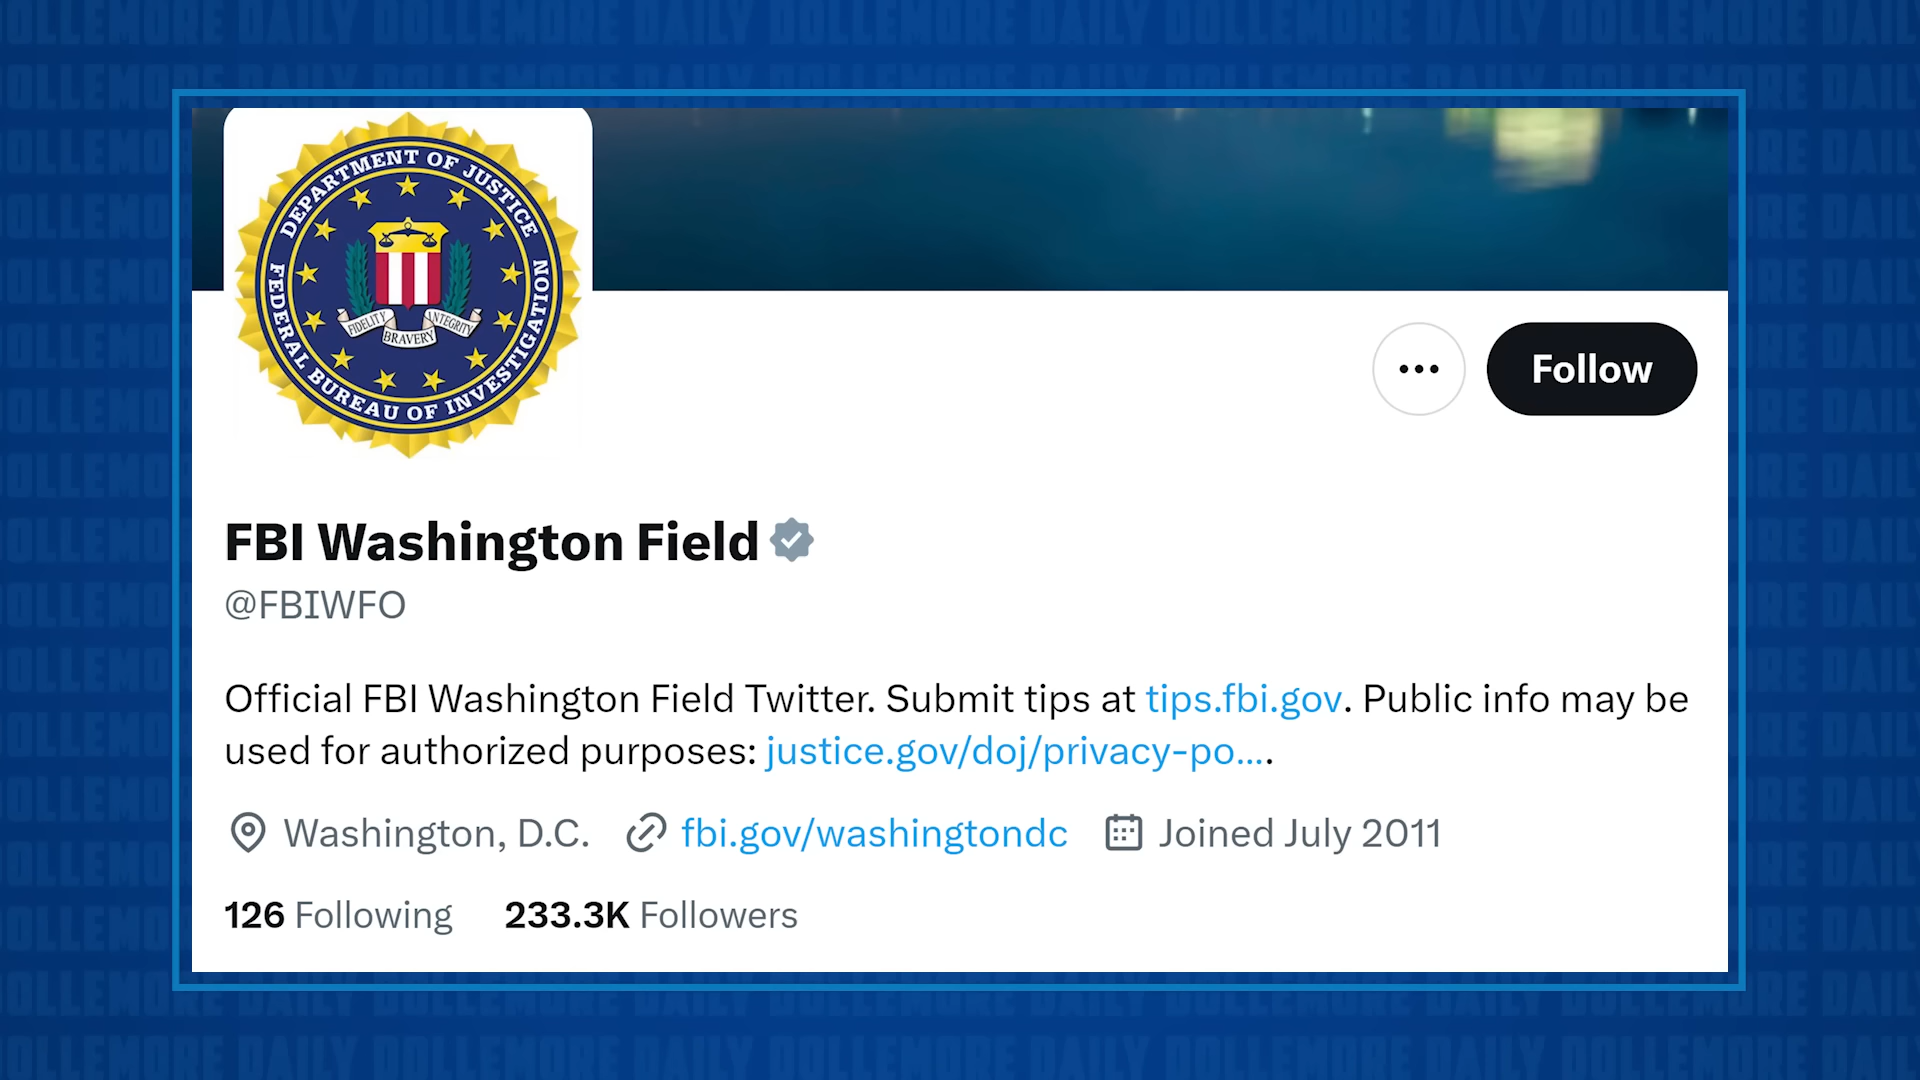 DOLLEMORE DAILY
DEPARTMENT OF JUSTICE
FEDERAL BUREAU OF INVESTIGATION
FIDELITY
BRAVERY
INTEGRITY
Follow
FBI Washington Field
@FBIWFO
Official FBI Washington Field Twitter. Submit tips at tips.fbi.gov. Public info may be
used for authorized purposes: justice.gov/doj/privacy-po….
Washington, D.C. fbi.gov/washingtondc Joined July 2011
126 Following 233.3K Followers